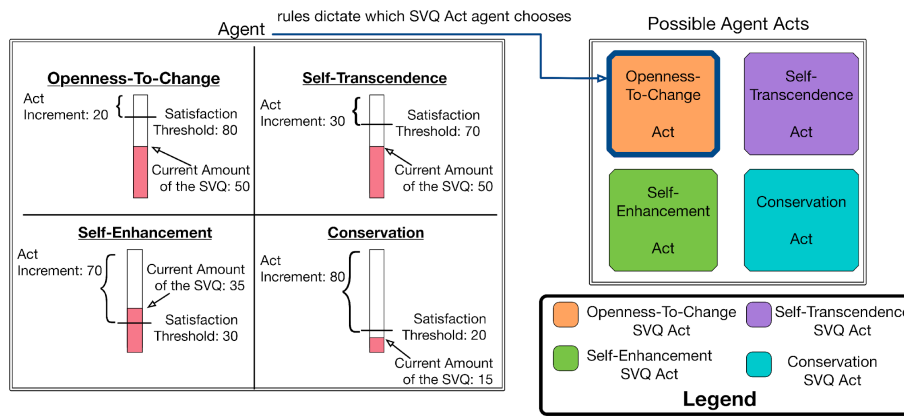 rules dictate which SVQ Act agent chooses
Agent
Possible Agent Acts
Openness-To-Change
Act
Increment: 20
Satisfaction
Threshold: 80
Current Amount
of the SVQ: 50
Self-Transcendence
Act
Increment: 30
Satisfaction
Threshold: 70
Current Amount
of the SVQ: 50
Self-Enhancement
Act
Increment: 70
Current Amount
of the SVQ: 35
Satisfaction
Threshold: 30
Conservation
Act
Increment: 80
Satisfaction
Threshold: 20
Current Amount
of the SVQ: 15
Openness-
To-Change
Act
Self-
Transcendence
Act
Self-
Enhancement
Act
Conservation
Act
Openness-To-Change
SVQ Act
Self-Transcendence
SVQ Act
Self-Enhancement
SVQ Act
Conservation
SVQ Act
Legend